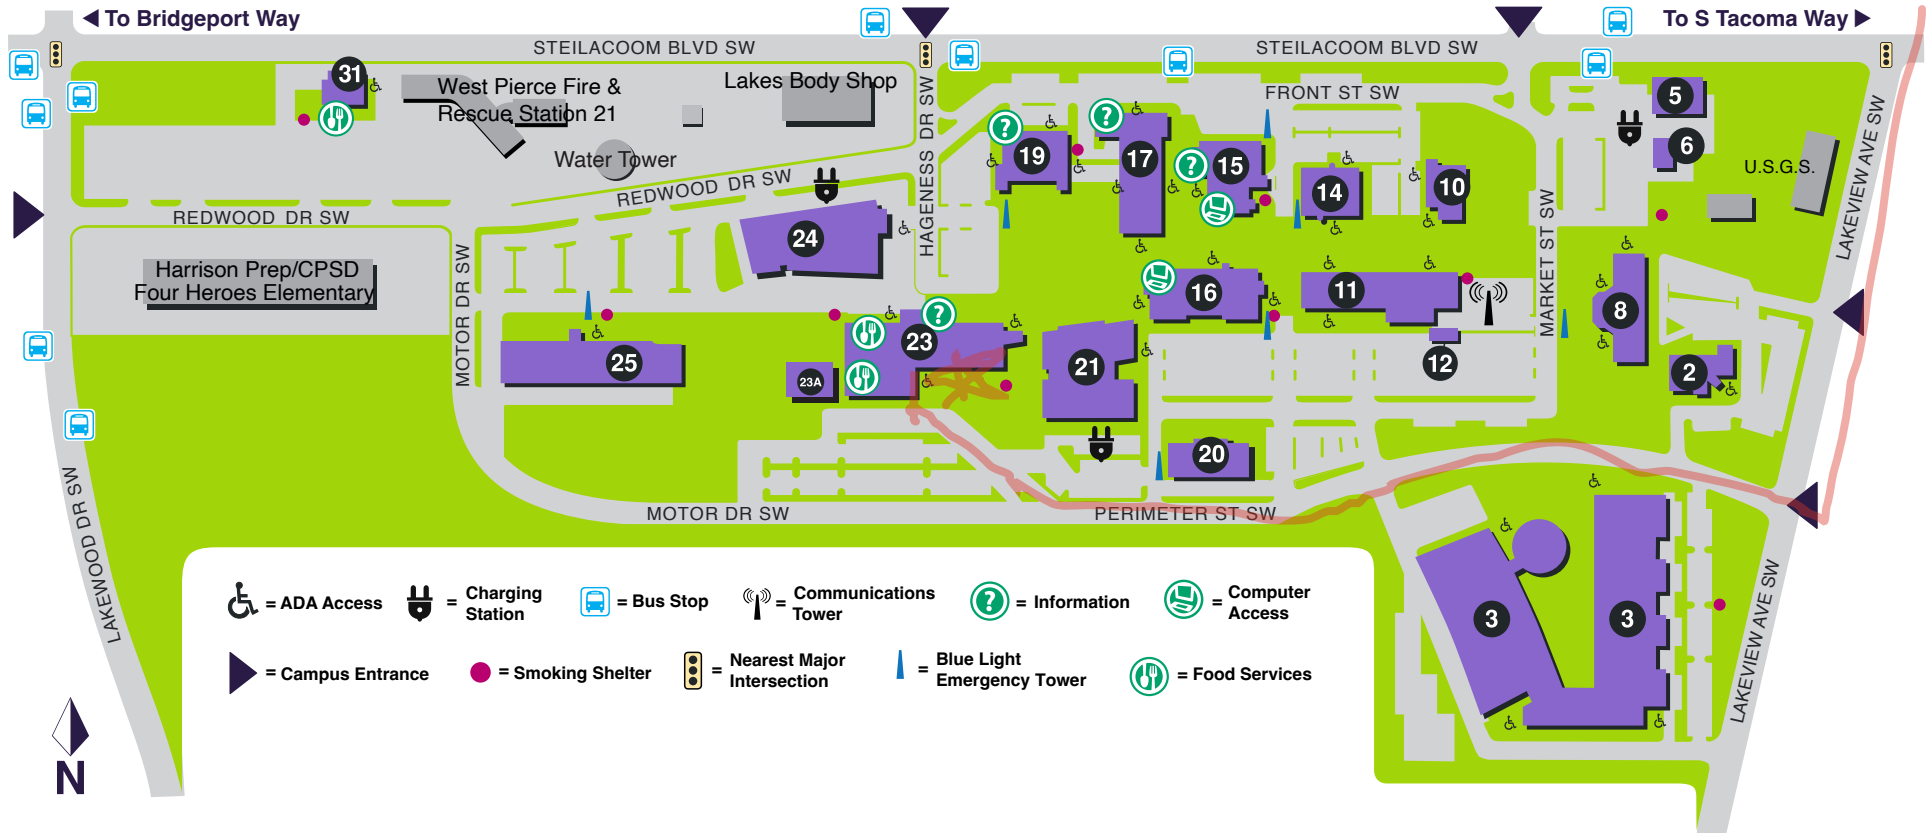 To Bridgeport Way
To S Tacoma Way
STEILACOOM BLVD SW
STEILACOOM BLVD SW
31
West Pierce Fire &
Rescue Station 21
Lakes Body Shop
Water Tower
HAGENESS DR SW
FRONT ST SW
5
6
U.S.G.S.
LAKEVIEW AVE SW
19
17
15
14
10
REDWOOD DR SW
REDWOOD DR SW
24
MARKET ST SW
Harrison Prep/CPSD
Four Heroes Elementary
MOTOR DR SW
16
11
8
25
23
23A
21
12
2
20
LAKEWOOD DR SW
MOTOR DR SW
PERIMETER ST SW
3
3
LAKEVIEW AVE SW
= ADA Access
= Charging
Station
= Bus Stop
= Communications
Tower
= Information
= Computer
Access
= Campus Entrance
= Smoking Shelter
= Nearest Major
Intersection
= Blue Light
Emergency Tower
= Food Services
N